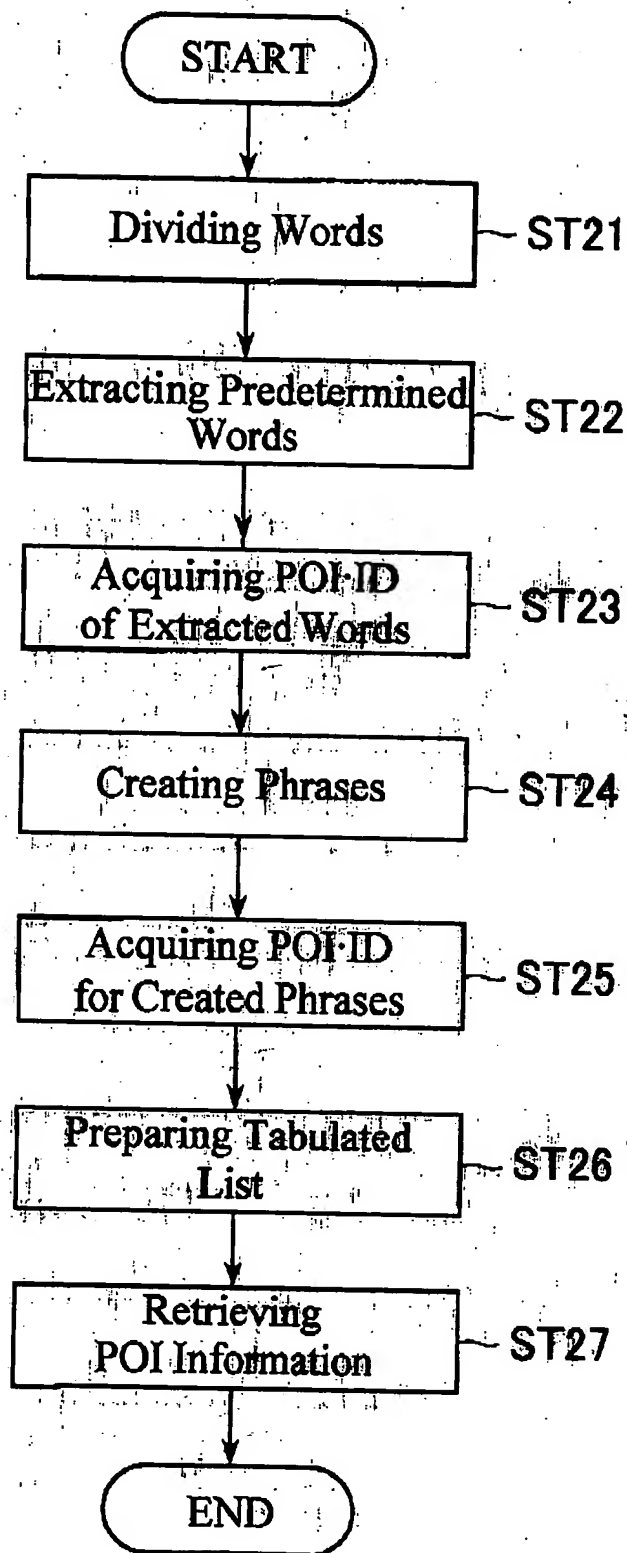 START
Dividing Words
ST21
Extracting Predetermined
Words
ST22
Acquiring POI·ID
of Extracted Words
ST23
Creating Phrases
ST24
Acquiring POI·ID
for Created Phrases
ST25
Preparing Tabulated
List
ST26
Retrieving
POI Information
ST27
END